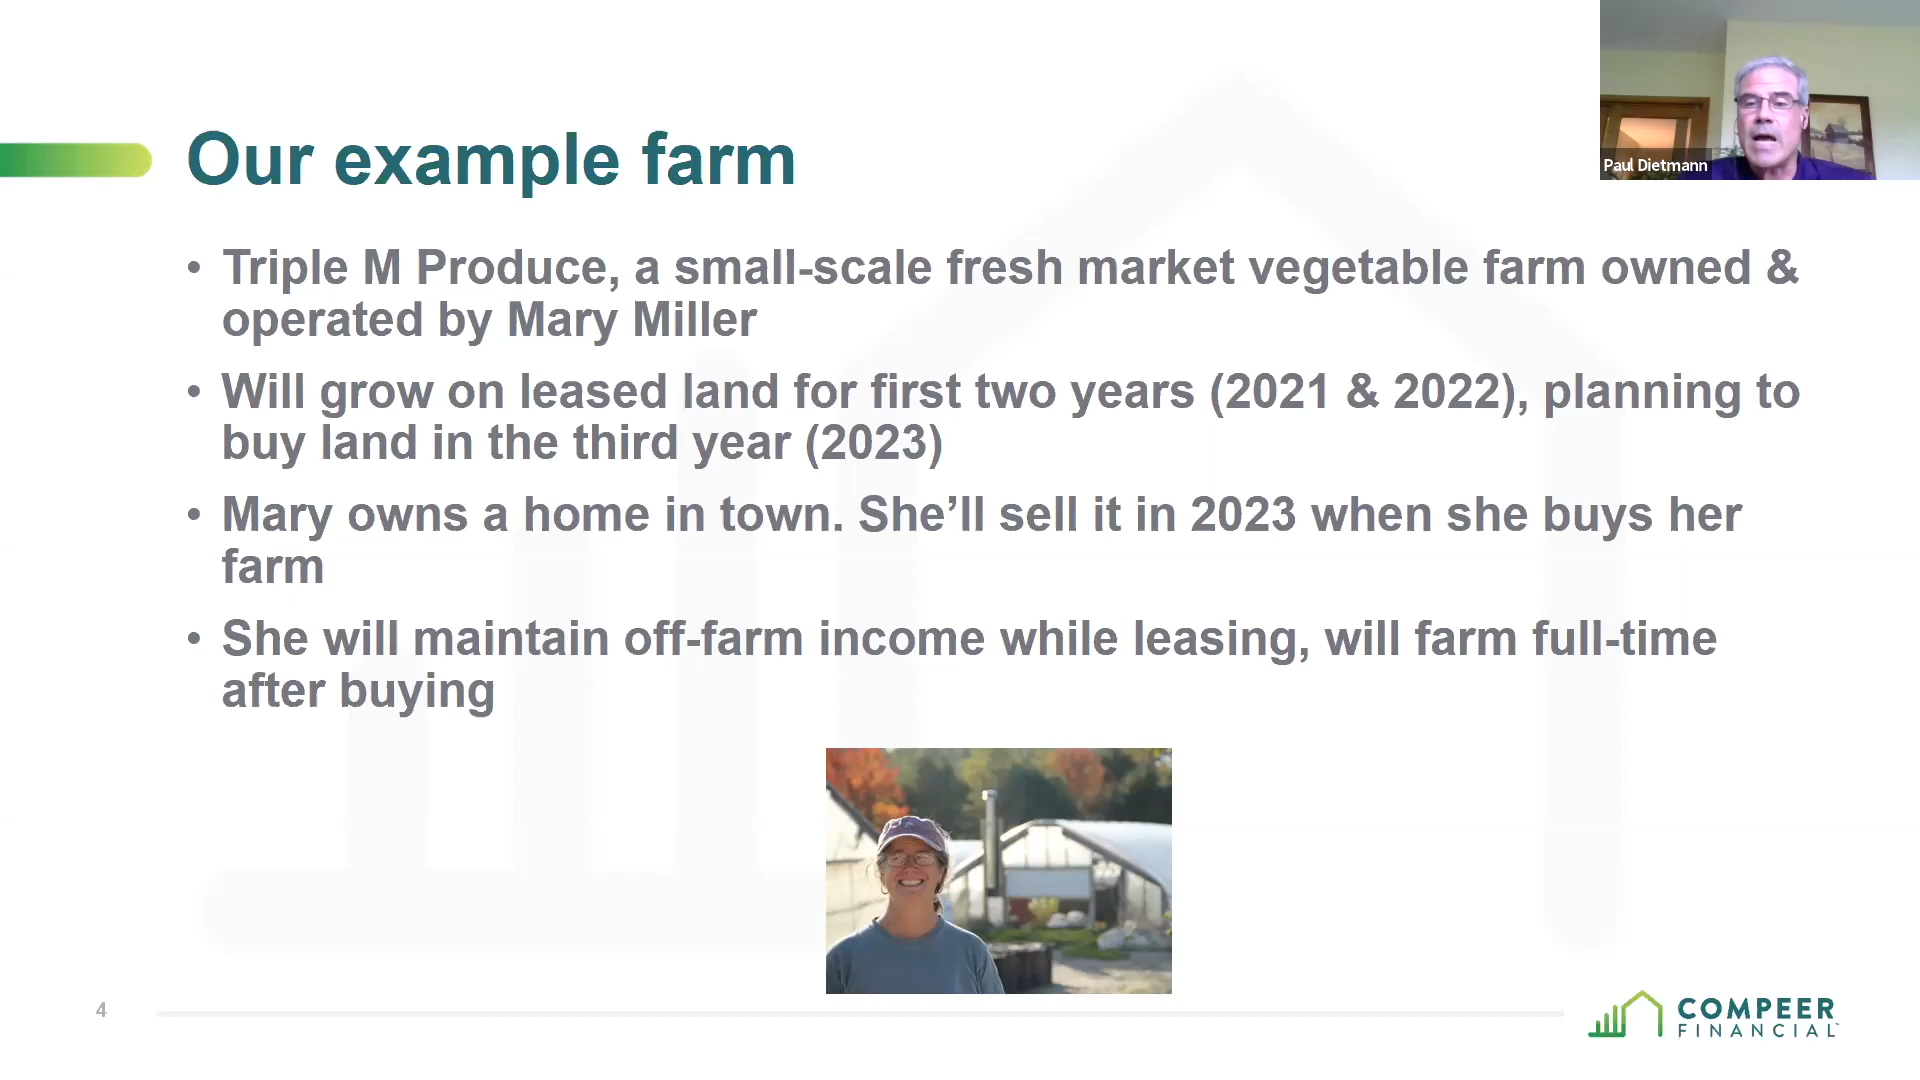 Our example farm
Paul Dietmann
• Triple M Produce, a small-scale fresh market vegetable farm owned &
operated by Mary Miller
• Will grow on leased land for first two years (2021 & 2022), planning to
buy land in the third year (2023)
• Mary owns a home in town. She’ll sell it in 2023 when she buys her
farm
• She will maintain off-farm income while leasing, will farm full-time
after buying
4
COMPEER
FINANCIAL™